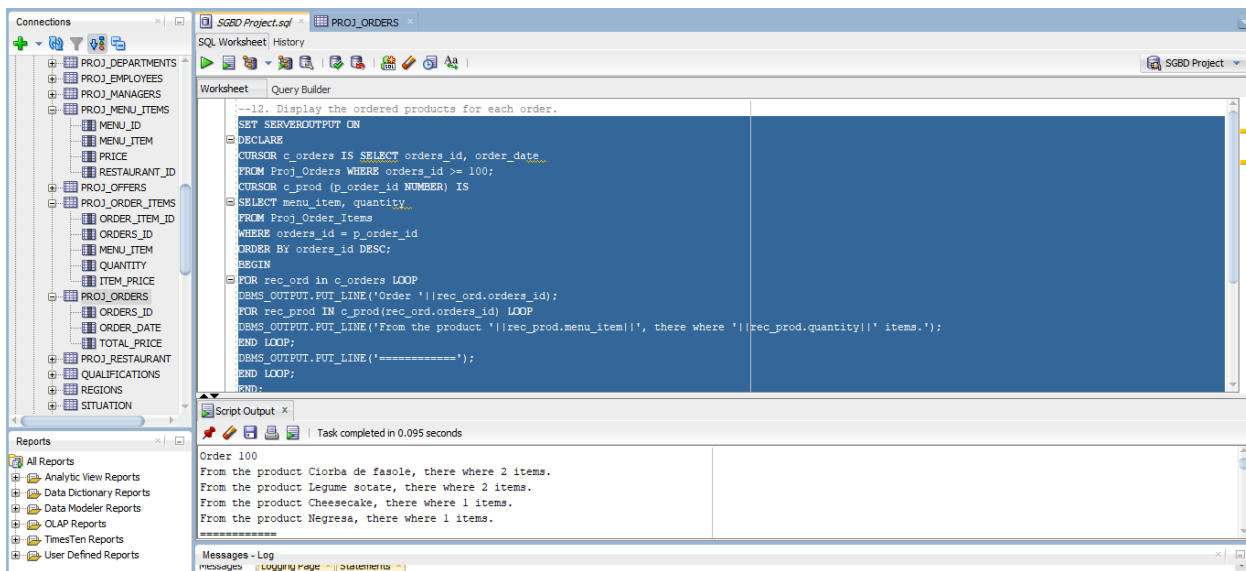 Connections
PROJ_DEPARTMENTS
PROJ_EMPLOYEES
PROJ_MANAGERS
PROJ_MENU_ITEMS
MENU_ID
MENU_ITEM
PRICE
RESTAURANT_ID
PROJ_OFFERS
PROJ_ORDER_ITEMS
ORDER_ITEM_ID
ORDERS_ID
MENU_ITEM
QUANTITY
ITEM_PRICE
PROJ_ORDERS
ORDERS_ID
ORDER_DATE
TOTAL_PRICE
PROJ_RESTAURANT
QUALIFICATIONS
REGIONS
SITUATION
Reports
All Reports
Analytic View Reports
Data Dictionary Reports
Data Modeler Reports
OLAP Reports
TimesTen Reports
User Defined Reports
SGBD Project.sql PROJ_ORDERS
SQL Worksheet History
SGBD Project
Worksheet Query Builder
--12. Display the ordered products for each order.
SET SERVEROUTPUT ON
DECLARE
CURSOR c_orders IS SELECT orders_id, order_date
FROM Proj_Orders WHERE orders_id >= 100;
CURSOR c_prod (p_order_id NUMBER) IS
SELECT menu_item, quantity
FROM Proj_Order_Items
WHERE orders_id = p_order_id
ORDER BY orders_id DESC;
BEGIN
FOR rec_ord in c_orders LOOP
DBMS_OUTPUT.PUT_LINE('Order '||rec_ord.orders_id);
FOR rec_prod IN c_prod(rec_ord.orders_id) LOOP
DBMS_OUTPUT.PUT_LINE('From the product '||rec_prod.menu_item||', there where '||rec_prod.quantity||' items.');
END LOOP;
DBMS_OUTPUT.PUT_LINE('============');
END LOOP;
END;
Script Output
Task completed in 0.095 seconds
Order 100
From the product Ciorba de fasole, there where 2 items.
From the product Legume sotate, there where 2 items.
From the product Cheesecake, there where 1 items.
From the product Negresa, there where 1 items.
============
Messages - Log
Messages Logging Page Statements